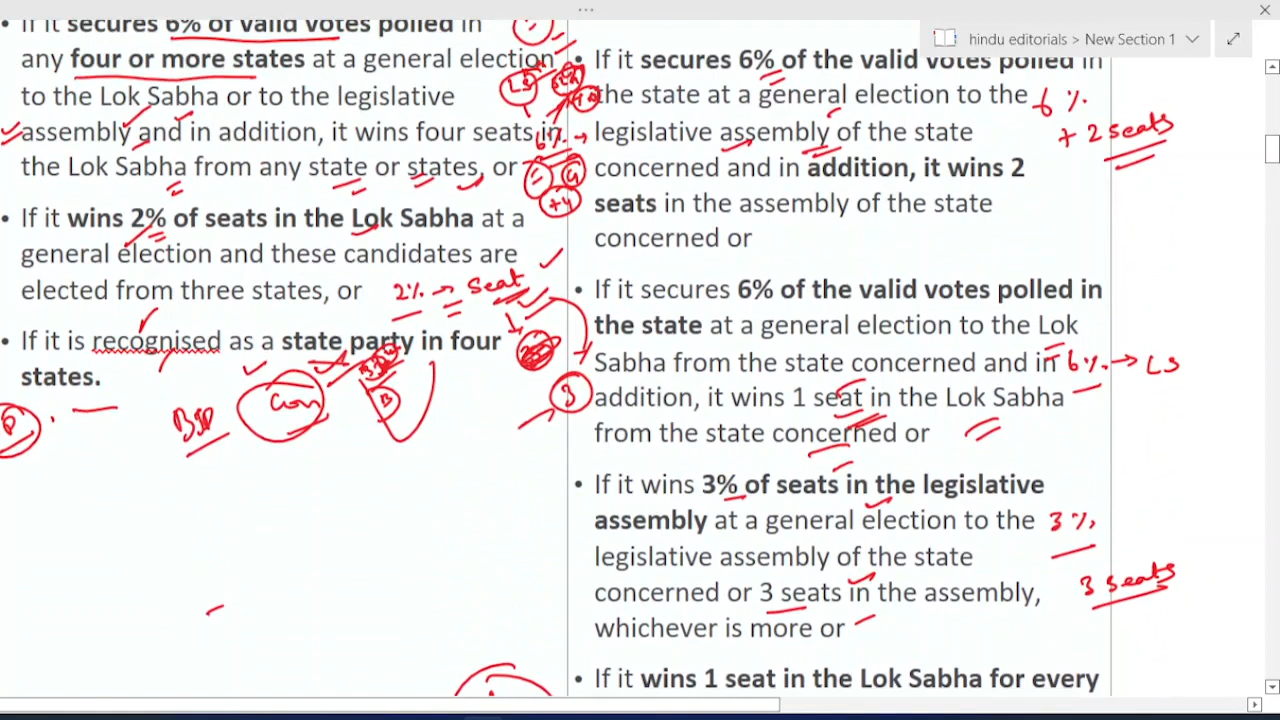 hindu editorials > New Section 1
• If it secures 6% of valid votes polled in
any four or more states at a general election
to the Lok Sabha or to the legislative
assembly and in addition, it wins four seats in
the Lok Sabha from any state or states, or
• If it wins 2% of seats in the Lok Sabha at a
general election and these candidates are
elected from three states, or
2% → Seat
• If it is recognised as a state party in four
states.
BSP
3
LS
6%
+4
• If it secures 6% of the valid votes polled in
the state at a general election to the
legislative assembly of the state
concerned and in addition, it wins 2
seats in the assembly of the state
concerned or
6%
+ 2 seats
• If it secures 6% of the valid votes polled in
the state at a general election to the Lok
Sabha from the state concerned and in
addition, it wins 1 seat in the Lok Sabha
from the state concerned or
6% → LS
• If it wins 3% of seats in the legislative
assembly at a general election to the
legislative assembly of the state
concerned or 3 seats in the assembly,
whichever is more or
3%
3 seats
• If it wins 1 seat in the Lok Sabha for every